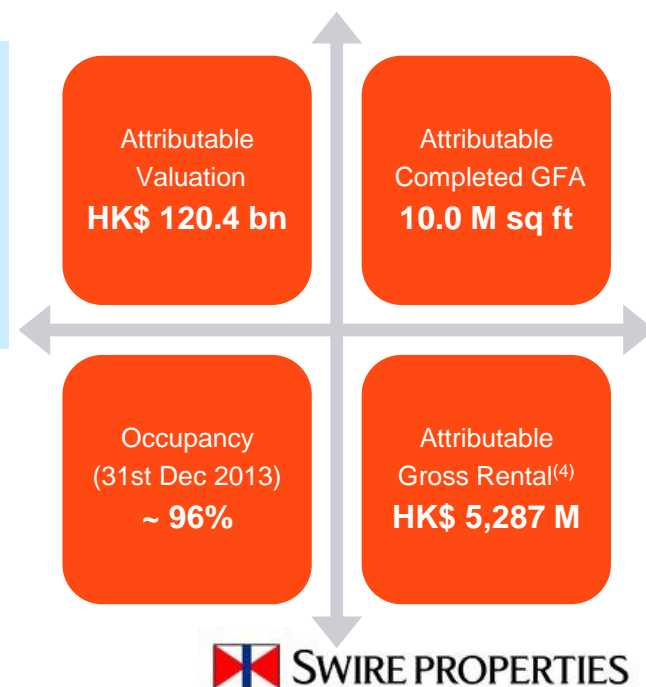 Attributable
Valuation
HK$ 120.4 bn
Attributable
Completed GFA
10.0 M sq ft
Occupancy
(31st Dec 2013)
~ 96%
Attributable
Gross Rental(4)
HK$ 5,287 M
SWIRE PROPERTIES